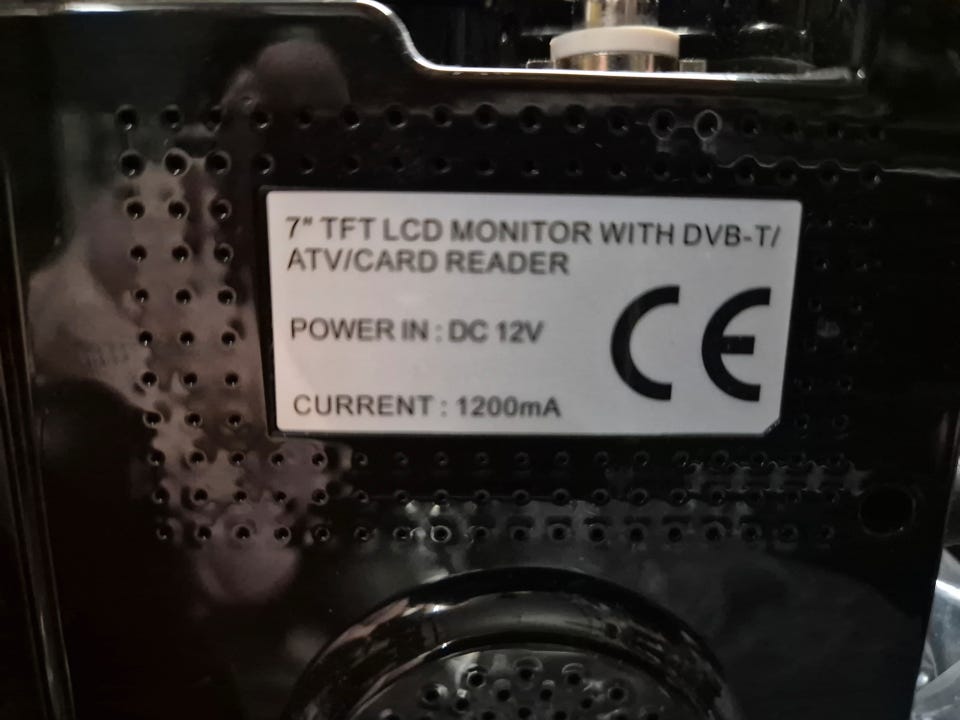 7" TFT LCD MONITOR WITH DVB-T/
ATV/CARD READER
POWER IN : DC 12V
CE
CURRENT : 1200mA